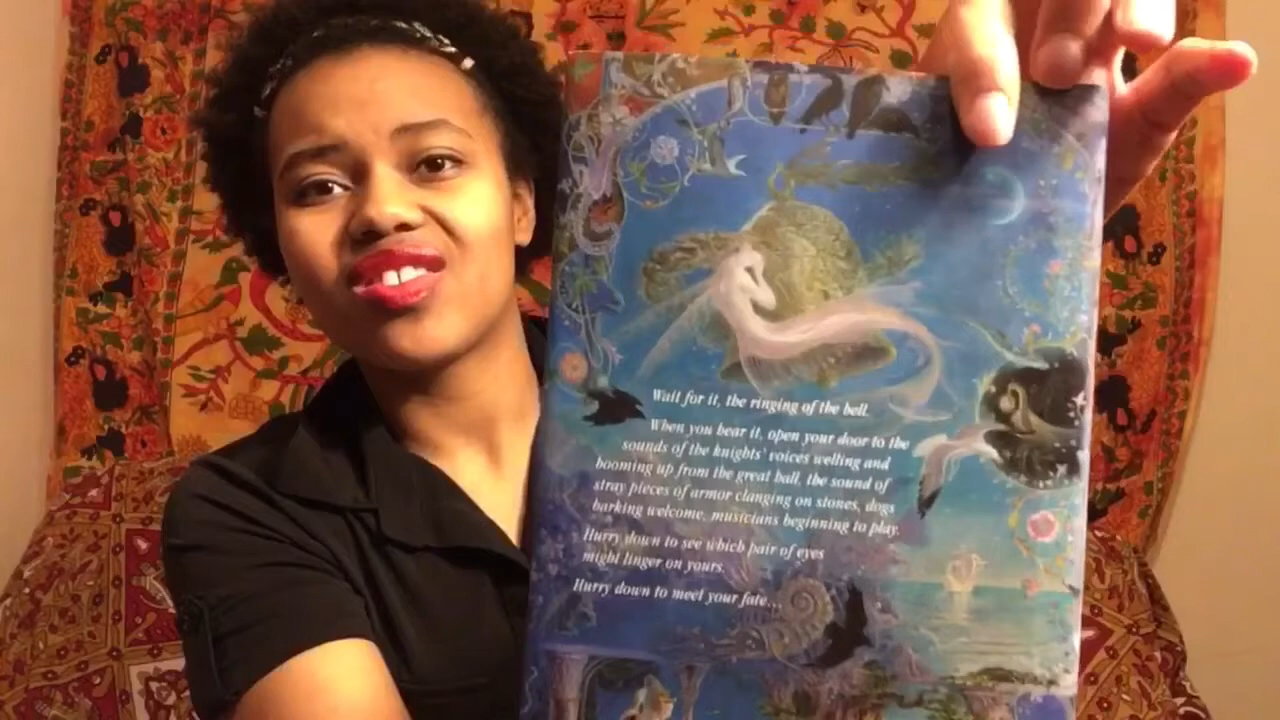 Wait for it, the ringing of the bell.
When you hear it, open your door to the
sounds of the knights' voices welling and
booming up from the great hall, the sound of
stray pieces of armor clanging on stones, dogs
barking welcome, musicians beginning to play.
Hurry down to see which pair of eyes
might linger on yours.
Hurry down to meet your fate...